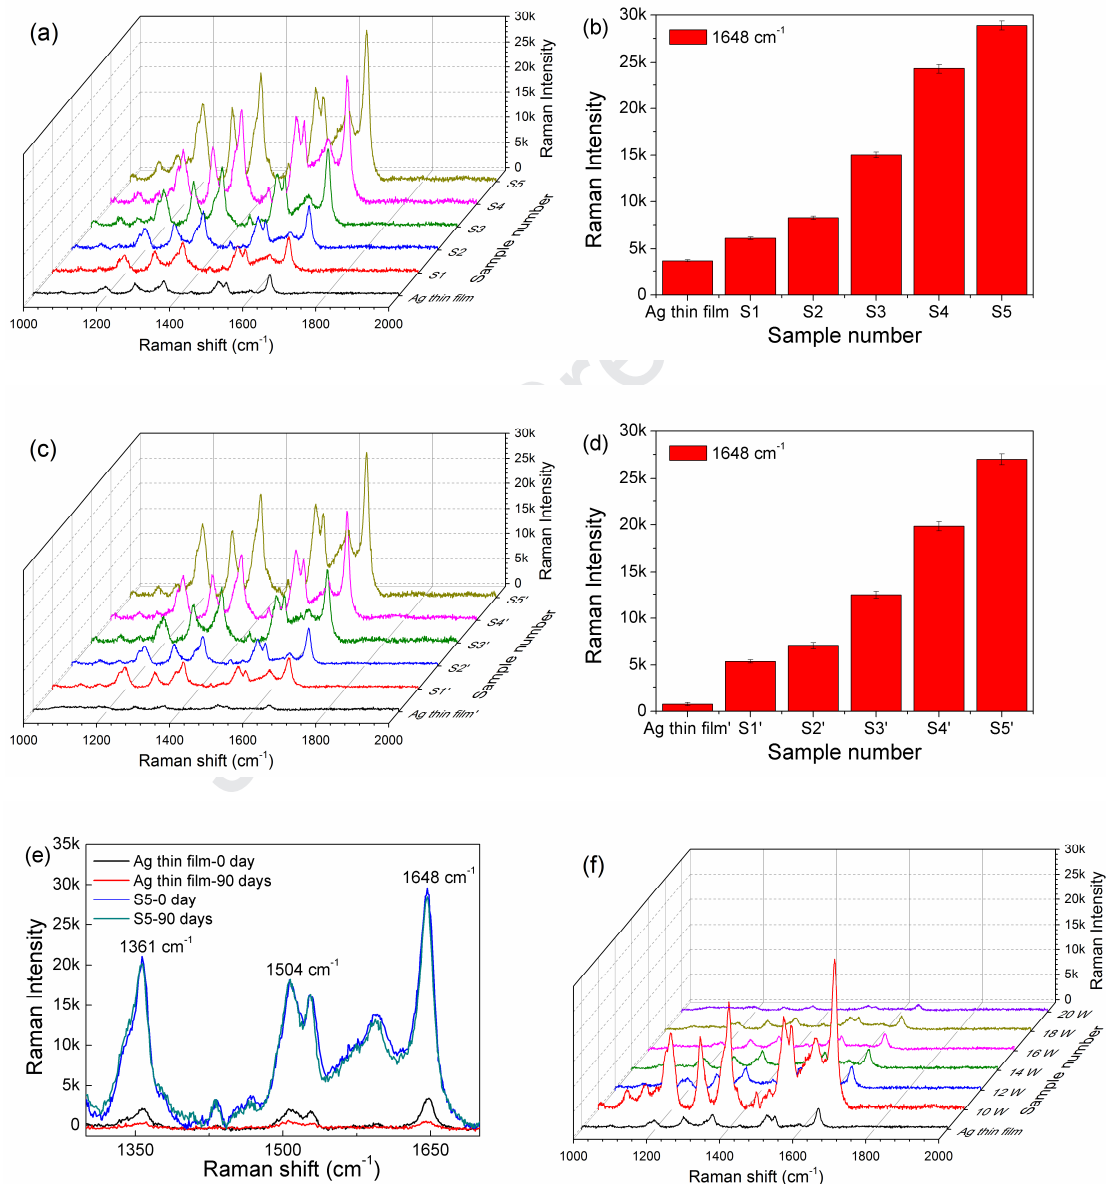 (a)
30k
25k
20k
15k
10k
5k
0
Raman Intensity
S5
S4
S3
S2
S1
Ag thin film
Sample number
1000 1200 1400 1600 1800 2000
Raman shift (cm-1)
(b)
1648 cm-1
30k
25k
20k
15k
10k
5k
0
Raman Intensity
Ag thin film S1 S2 S3 S4 S5
Sample number
(c)
30k
25k
20k
15k
10k
5k
0
Raman Intensity
S5'
S4'
S3'
S2'
S1'
Ag thin film'
Sample number
1000 1200 1400 1600 1800 2000
Raman shift (cm-1)
(d)
1648 cm-1
30k
25k
20k
15k
10k
5k
0
Raman Intensity
Ag thin film' S1' S2' S3' S4' S5'
Sample number
(e)
Ag thin film-0 day
Ag thin film-90 days
S5-0 day
S5-90 days
1361 cm-1
1504 cm-1
1648 cm-1
35k
30k
25k
20k
15k
10k
5k
0
Raman Intensity
1350 1500 1650
Raman shift (cm-1)
(f)
30k
25k
20k
15k
10k
5k
0
Raman Intensity
20 W
18 W
16 W
14 W
12 W
10 W
Ag thin film
Sample number
1000 1200 1400 1600 1800 2000
Raman shift (cm-1)